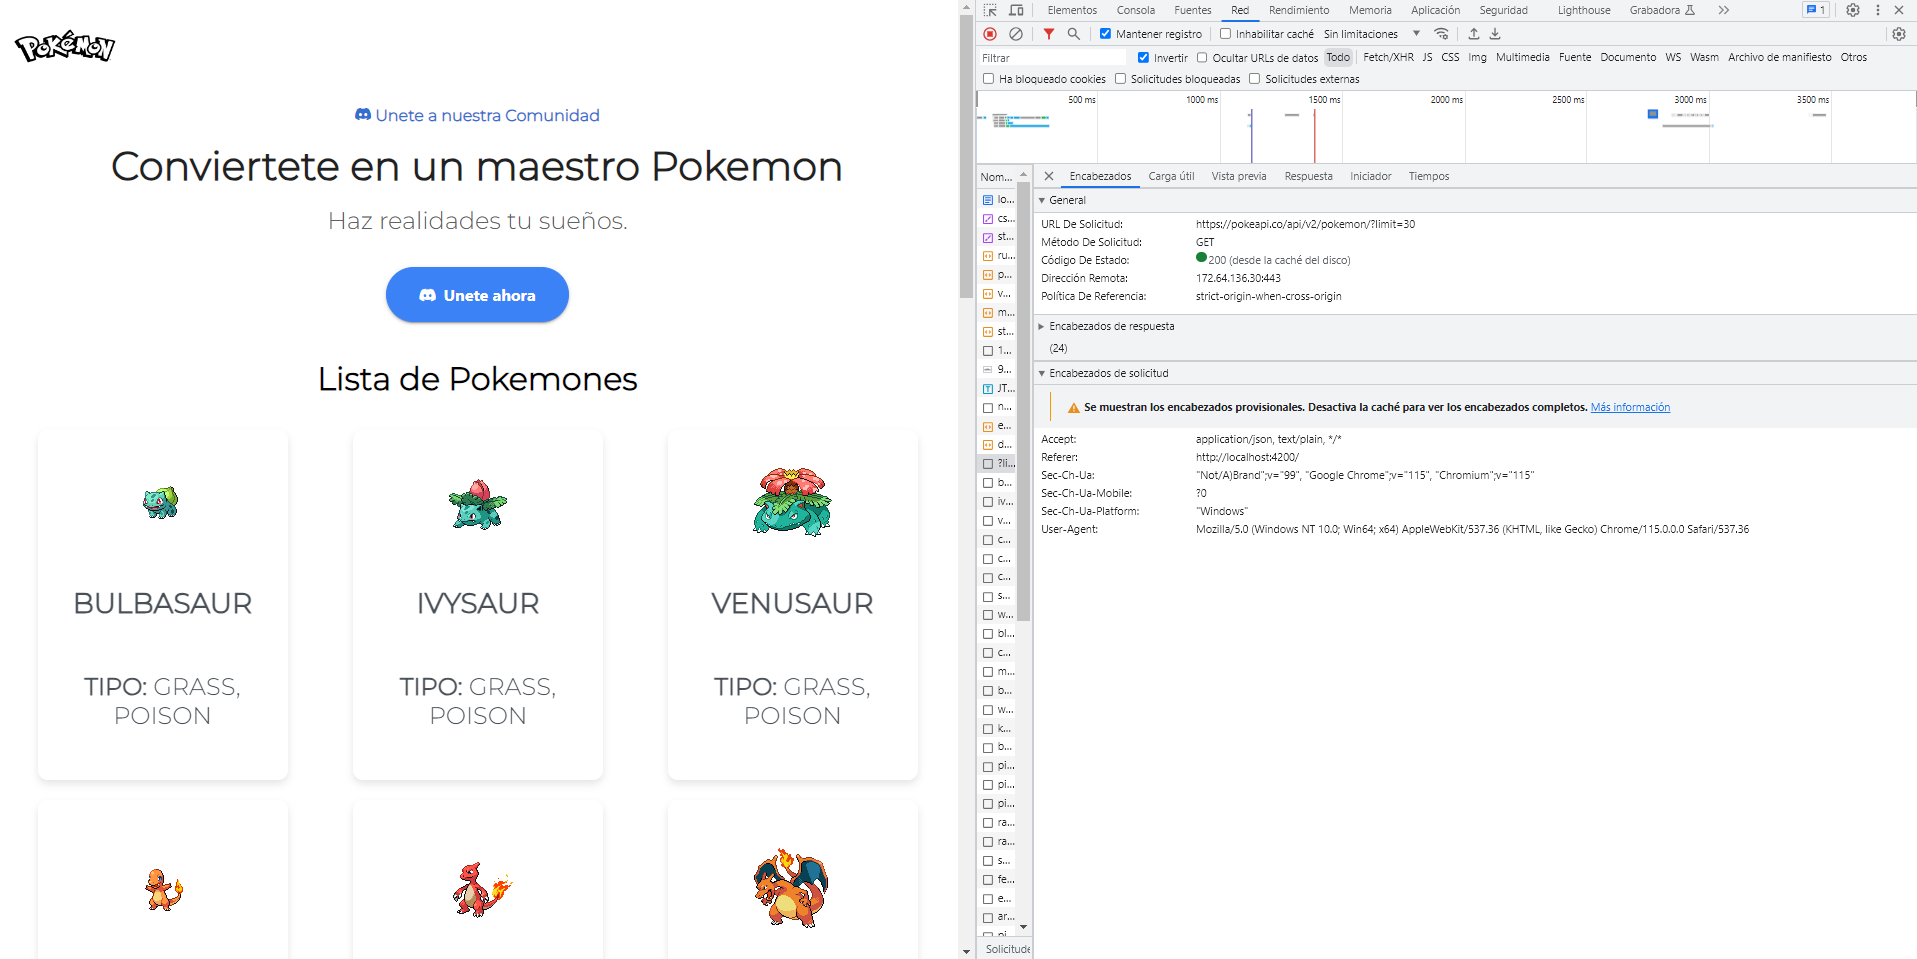 POKéMON
Unete a nuestra Comunidad
Conviertete en un maestro Pokemon
Haz realidades tu sueños.
Unete ahora
Lista de Pokemones
BULBASAUR
TIPO: GRASS,
POISON
IVYSAUR
TIPO: GRASS,
POISON
VENUSAUR
TIPO: GRASS,
POISON
Elementos Consola Fuentes Red Rendimiento Memoria Aplicación Seguridad Lighthouse Grabadora 1
Mantener registro Inhabilitar caché Sin limitaciones
Filtrar Invertir Ocultar URLs de datos Todo Fetch/XHR JS CSS Img Multimedia Fuente Documento WS Wasm Archivo de manifiesto Otros
Ha bloqueado cookies Solicitudes bloqueadas Solicitudes externas
500 ms 1000 ms 1500 ms 2000 ms 2500 ms 3000 ms 3500 ms
Nom...
lo...
cs...
st...
ru...
p...
v...
m...
st...
1...
9...
JT...
n...
e...
d...
?li...
b...
iv...
v...
c...
c...
c...
s...
w...
bl...
c...
m...
b...
w...
k...
b...
pi...
pi...
pi...
ra...
ra...
s...
fe...
e...
ar...
ni...
Solicitude
Encabezados Carga útil Vista previa Respuesta Iniciador Tiempos
General
URL De Solicitud: https://pokeapi.co/api/v2/pokemon/?limit=30
Método De Solicitud: GET
Código De Estado: 200 (desde la caché del disco)
Dirección Remota: 172.64.136.30:443
Política De Referencia: strict-origin-when-cross-origin
Encabezados de respuesta
(24)
Encabezados de solicitud
Se muestran los encabezados provisionales. Desactiva la caché para ver los encabezados completos. Más información
Accept: application/json, text/plain, */*
Referer: http://localhost:4200/
Sec-Ch-Ua: "Not/A)Brand";v="99", "Google Chrome";v="115", "Chromium";v="115"
Sec-Ch-Ua-Mobile: ?0
Sec-Ch-Ua-Platform: "Windows"
User-Agent: Mozilla/5.0 (Windows NT 10.0; Win64; x64) AppleWebKit/537.36 (KHTML, like Gecko) Chrome/115.0.0.0 Safari/537.36